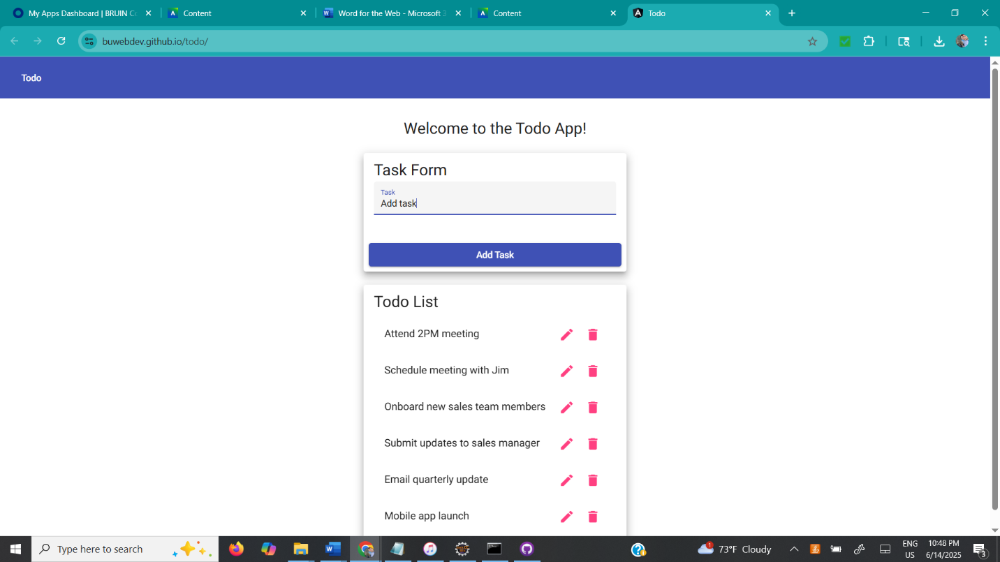 My Apps Dashboard | BRUIN Co
Content
Word for the Web - Microsoft 3
Content
Todo
buwebdev.github.io/todo/
Todo
Welcome to the Todo App!
Task Form
Task
Add task
Add Task
Todo List
Attend 2PM meeting
Schedule meeting with Jim
Onboard new sales team members
Submit updates to sales manager
Email quarterly update
Mobile app launch
Type here to search
1
73°F Cloudy
ENG
US
10:48 PM
6/14/2025
3